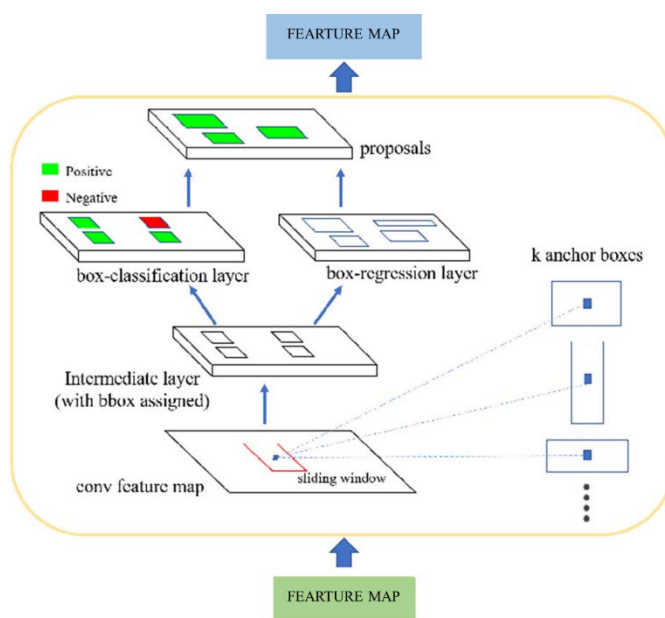 FEARTURE MAP
proposals
Positive
Negative
box-classification layer
box-regression layer
k anchor boxes
Intermediate layer
(with bbox assigned)
conv feature map
sliding window
FEARTURE MAP